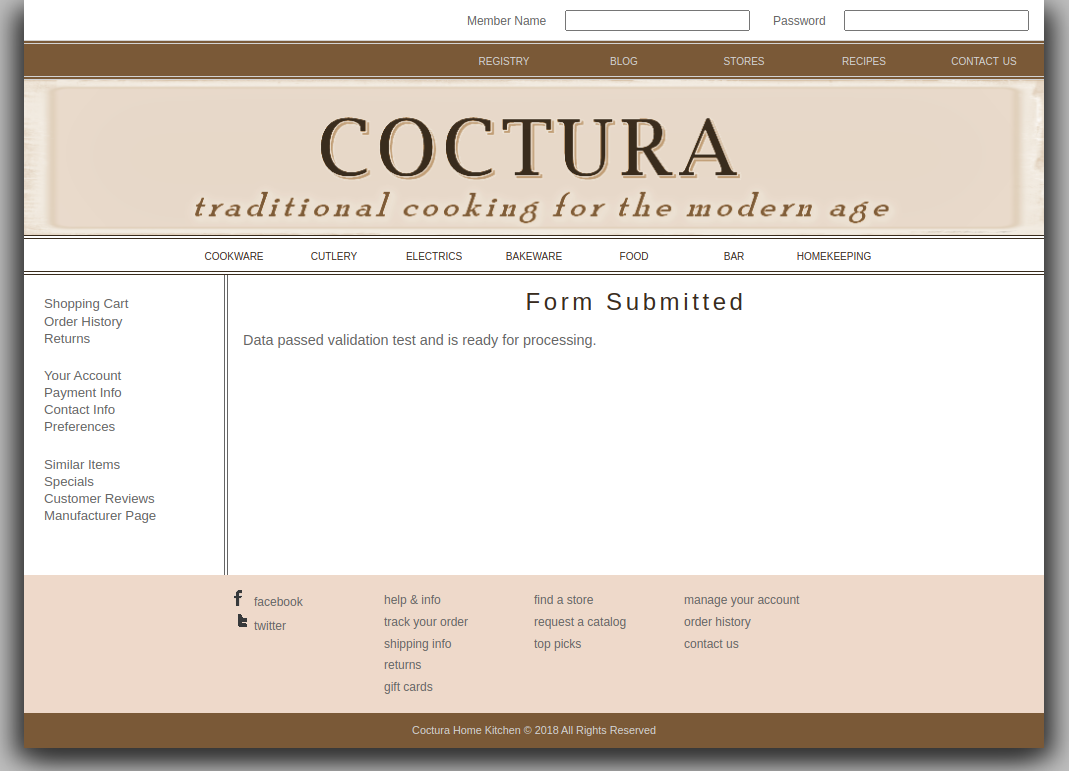 Member Name Password
REGISTRY BLOG STORES RECIPES CONTACT US
COCTURA
traditional cooking for the modern age
COOKWARE CUTLERY ELECTRICS BAKEWARE FOOD BAR HOMEKEEPING
Shopping Cart
Order History
Returns
Your Account
Payment Info
Contact Info
Preferences
Similar Items
Specials
Customer Reviews
Manufacturer Page
Form Submitted
Data passed validation test and is ready for processing.
facebook
twitter
help & info
track your order
shipping info
returns
gift cards
find a store
request a catalog
top picks
manage your account
order history
contact us
Coctura Home Kitchen © 2018 All Rights Reserved